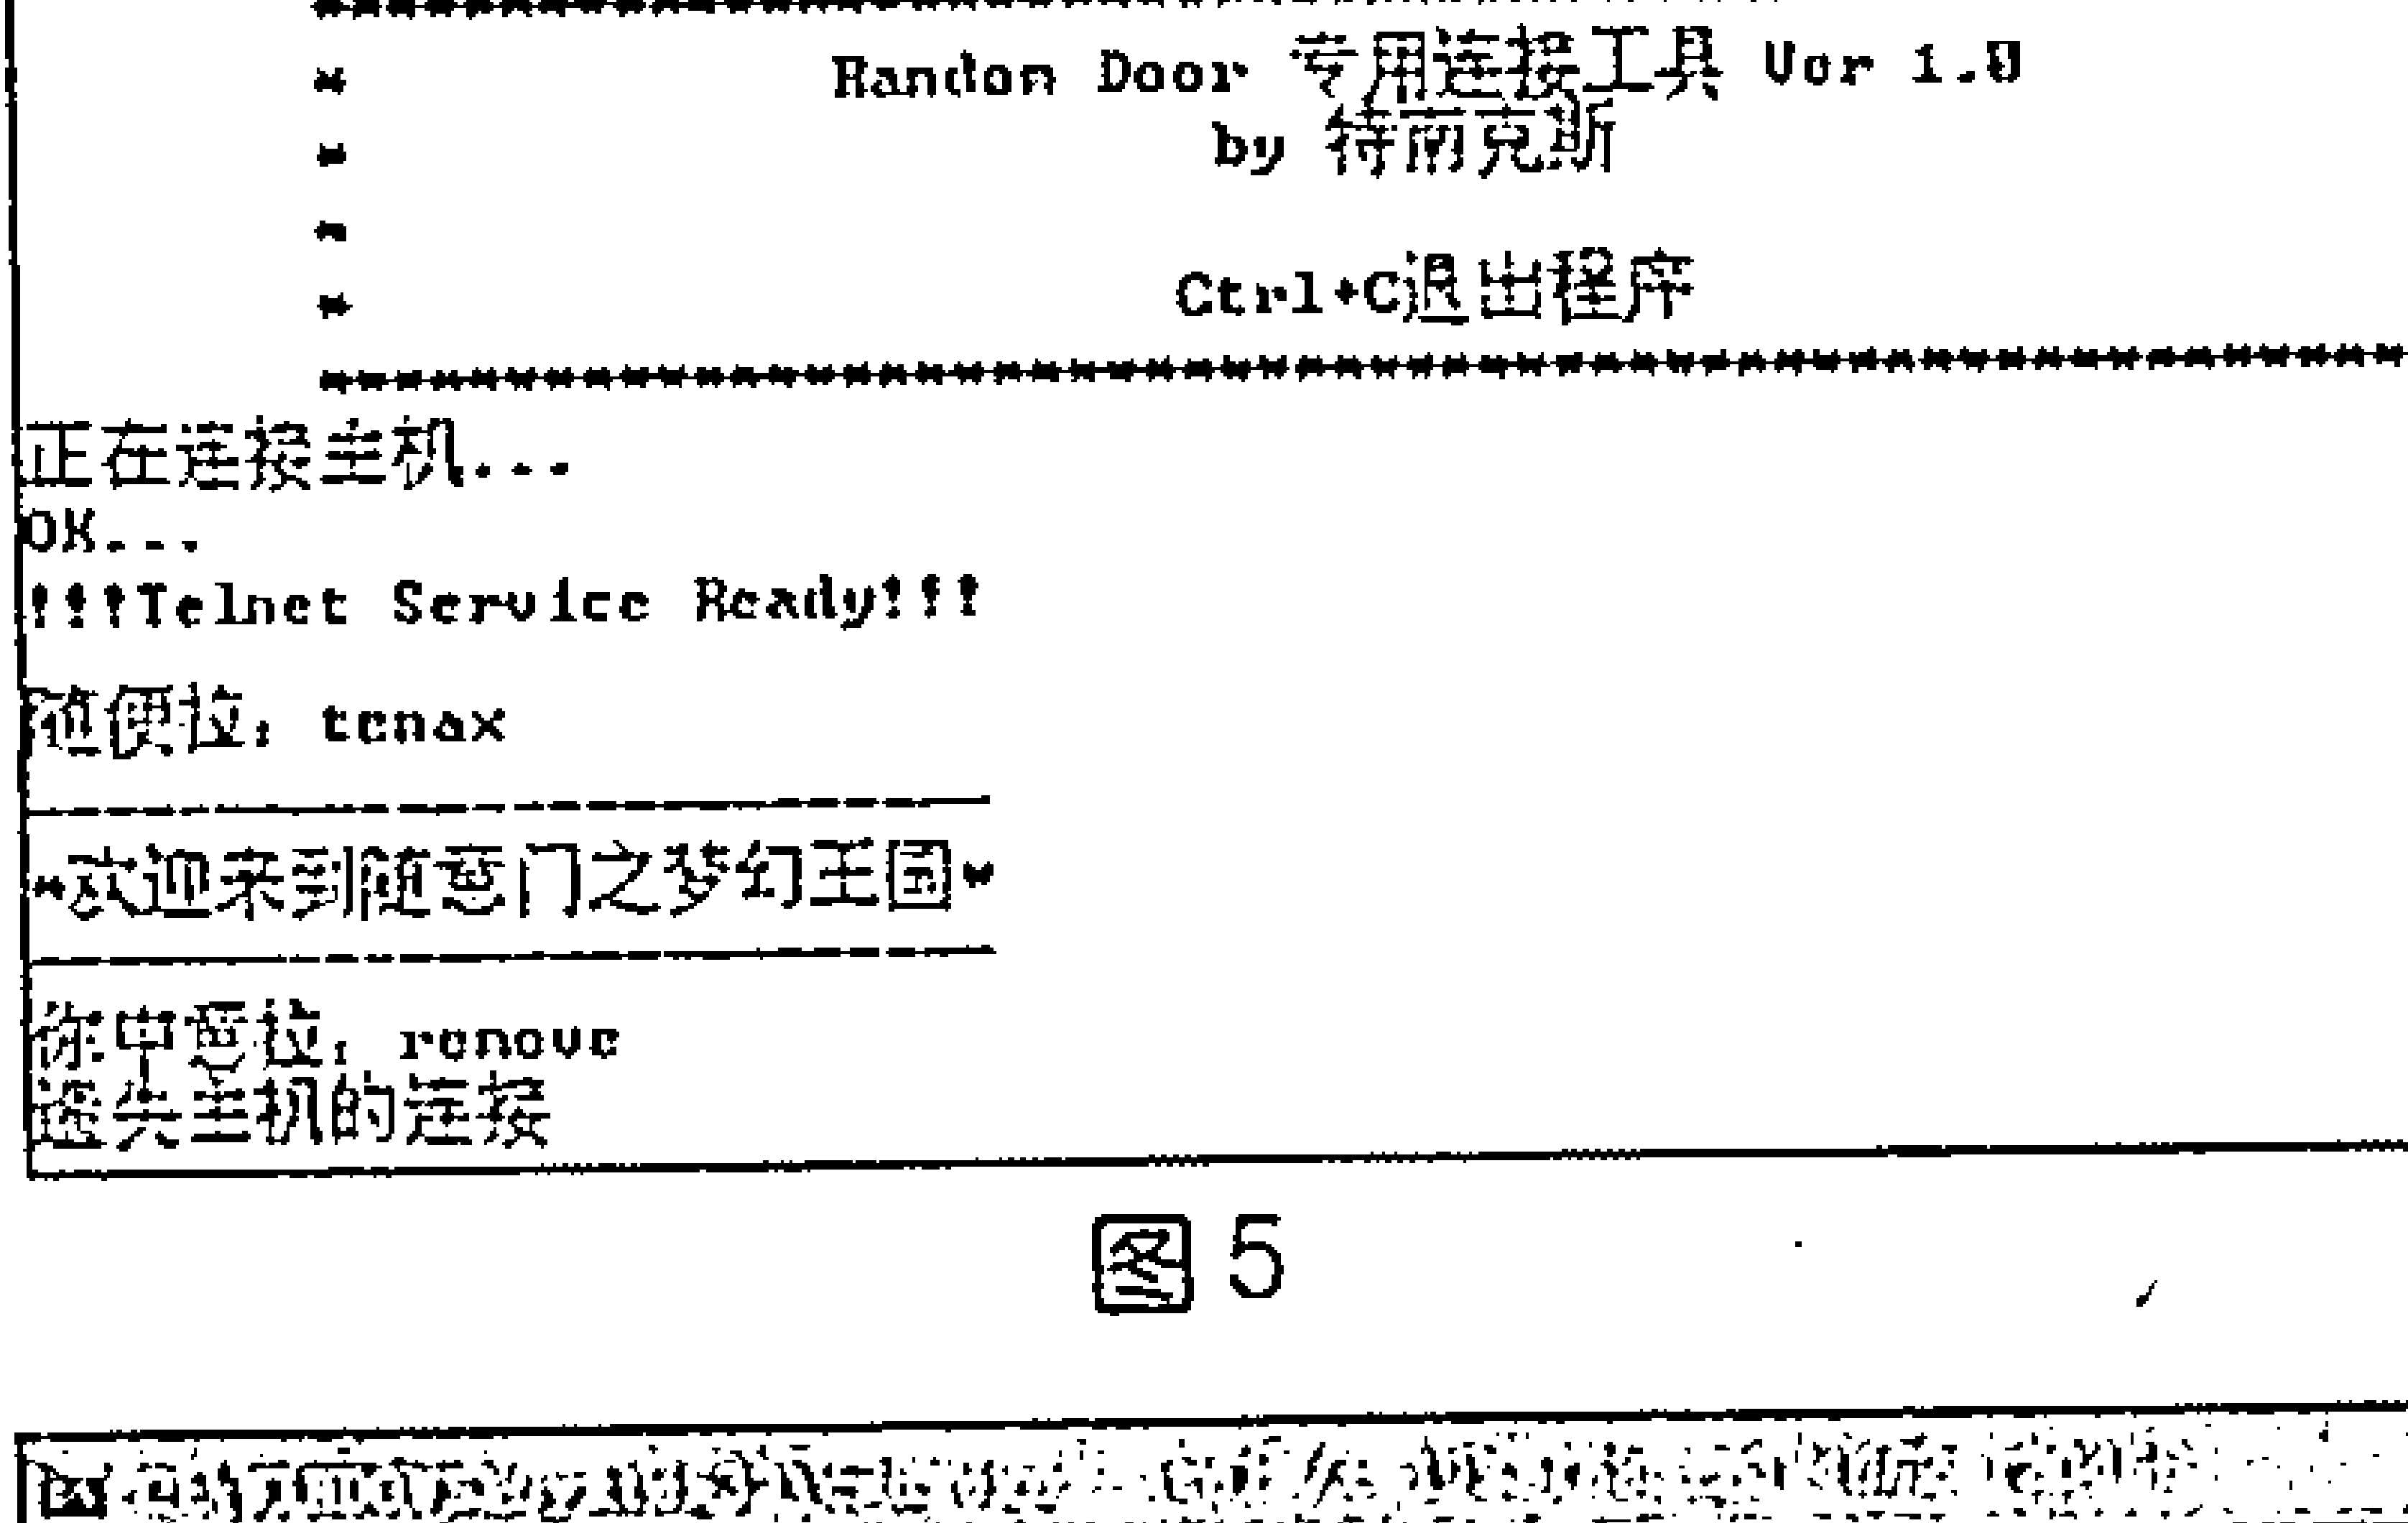 ****************************************
* Random Door 专用连接工具 Ver 1.0
* by 特南克斯
*
* Ctrl+C退出程序
********************************************************
正在连接主机...
OK...
!!!Telnet Service Ready!!!
随便拉：tenax
--------------------------
*欢迎来到随意门之梦幻王国*
--------------------------
你中意拉：remove
失主机的连接
图 5